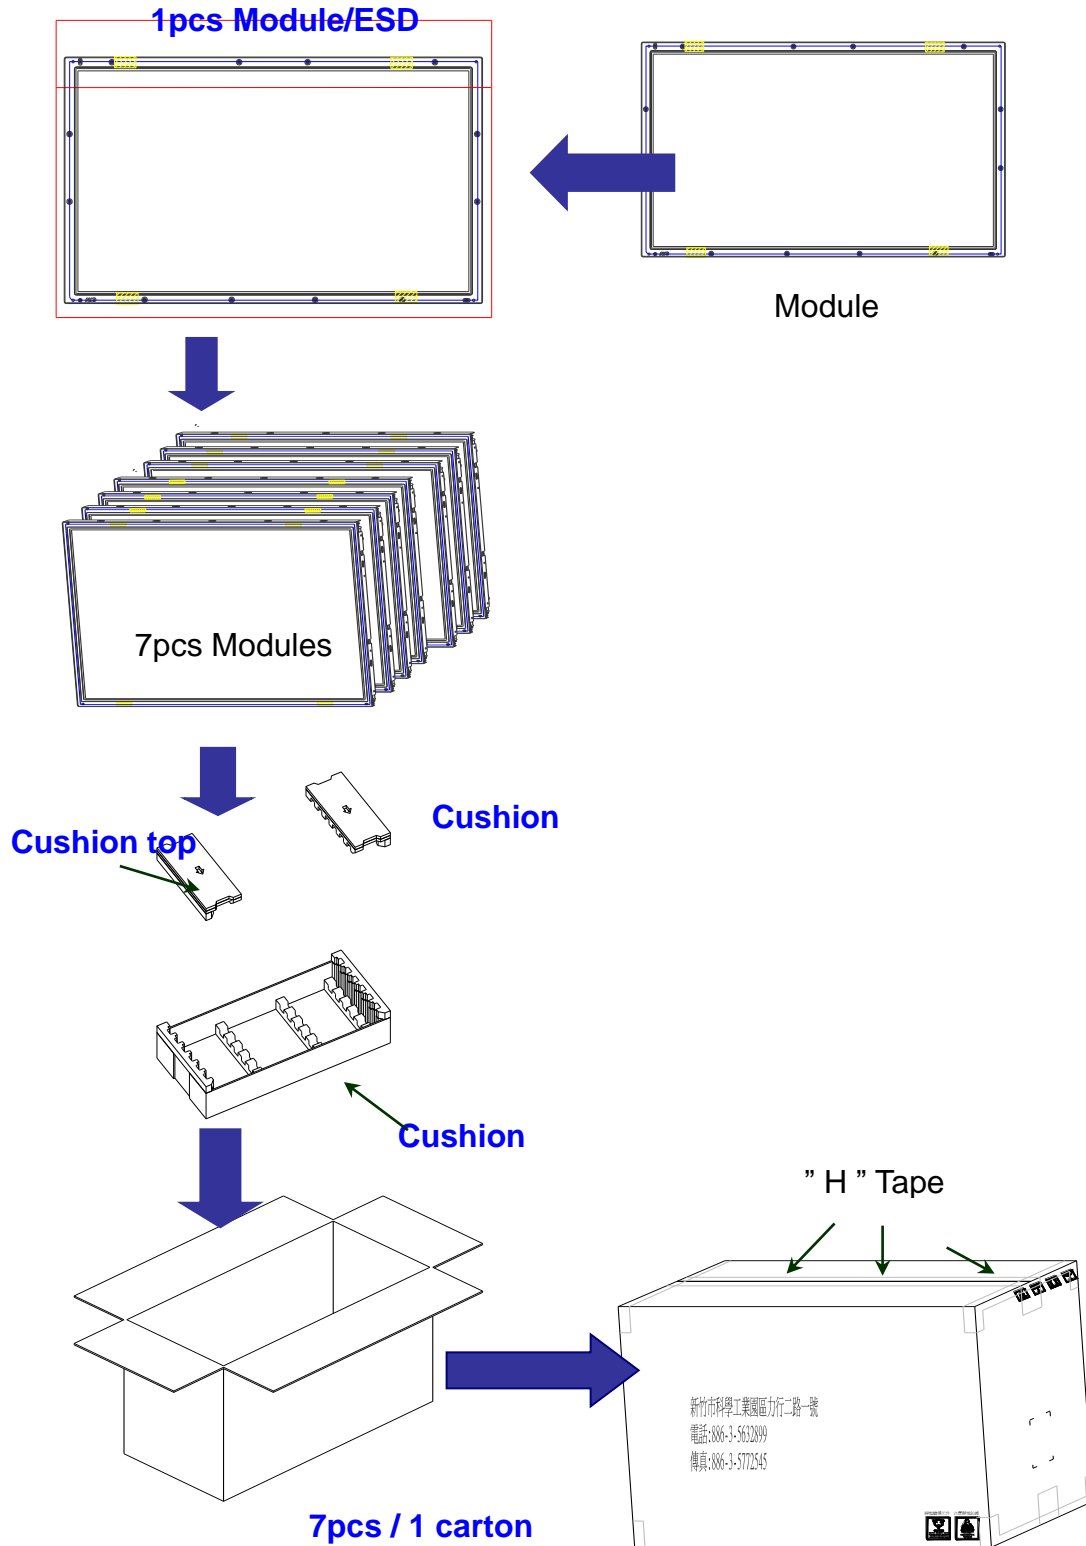 1pcs Module/ESD
Module
7pcs Modules
Cushion
Cushion top
Cushion
” H ” Tape
新竹市科學工業園區力行二路一號
電話:886-3-5632899
傳真:886-3-5772545
7pcs / 1 carton